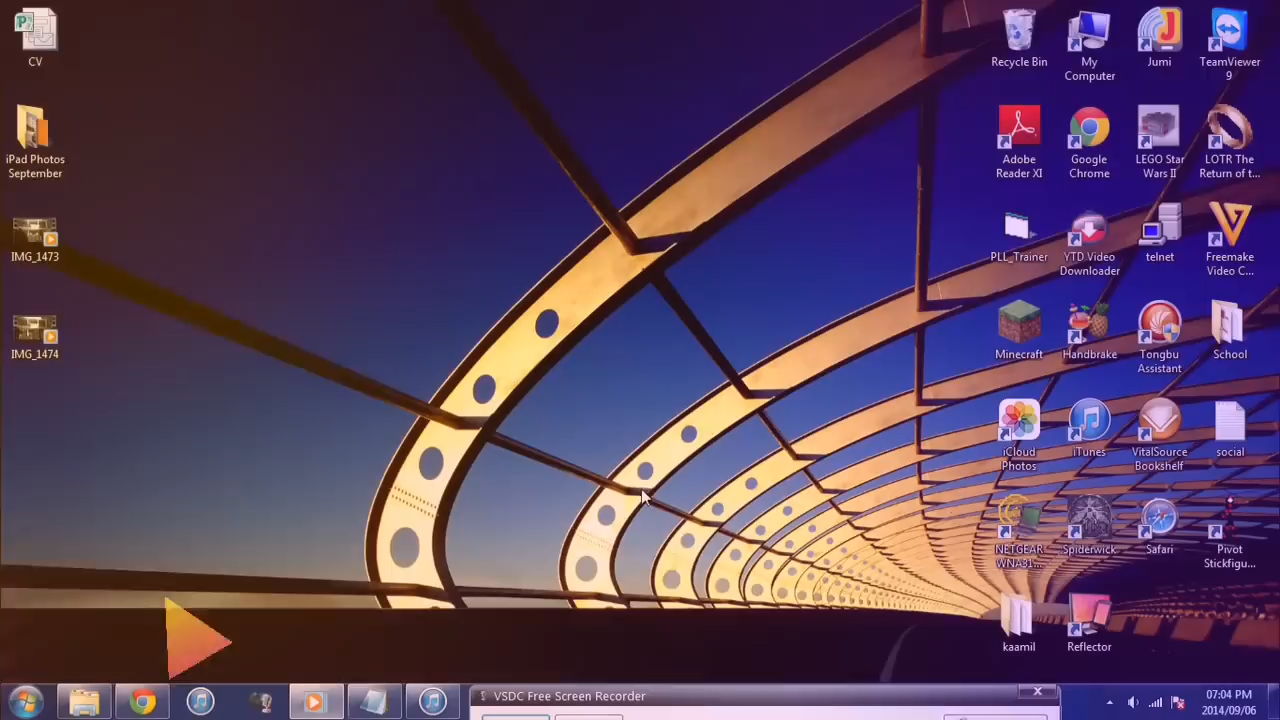 CV
iPad Photos
September
IMG_1473
IMG_1474
Recycle Bin
My
Computer
Jumi
TeamViewer
9
Adobe
Reader XI
Google
Chrome
LEGO Star
Wars II
LOTR The
Return of t...
PLL_Trainer
YTD Video
Downloader
telnet
Freemake
Video C...
Minecraft
Handbrake
Tongbu
Assistant
School
iCloud
Photos
iTunes
VitalSource
Bookshelf
social
NETGEAR
WNA31...
Spiderwick
Safari
Pivot
Stickfigu...
kaamil
Reflector
VSDC Free Screen Recorder
07:04 PM
2014/09/06